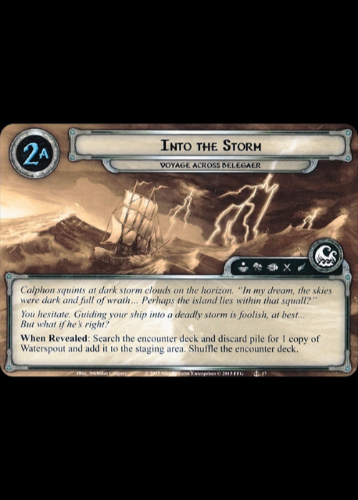 2A
INTO THE STORM
VOYAGE ACROSS BELEGAER
Calphon squints at dark storm clouds on the horizon. "In my dream, the skies
were dark and full of wrath... Perhaps the island lies within that squall?"
You hesitate. Guiding your ship into a deadly storm is foolish, at best...
But what if he's right?
When Revealed: Search the encounter deck and discard pile for 1 copy of
Waterspout and add it to the staging area. Shuffle the encounter deck.
Enterprises © 2015 FFG 37